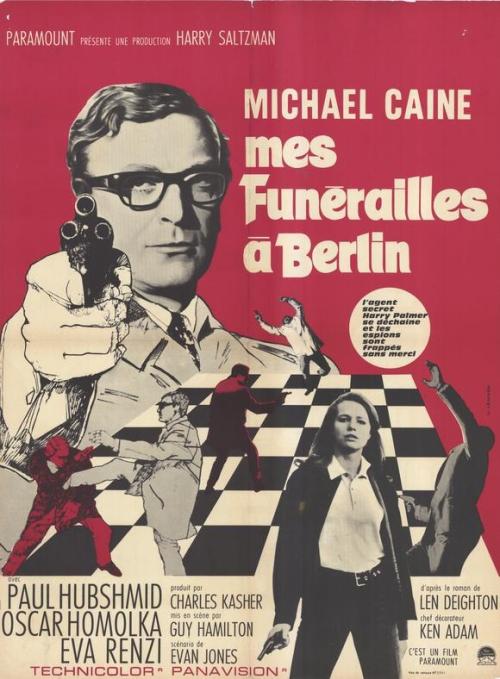 PARAMOUNT PRÉSENTE UNE PRODUCTION HARRY SALTZMAN
MICHAEL CAINE
mes
Funérailles
à Berlin
l'agent
secret
Harry Palmer
se déchaîne
et les
espions
sont
frappés
sans merci
avec
PAUL HUBSHMID
OSCAR HOMOLKA
EVA RENZI
produit par
CHARLES KASHER
mis en scène par
GUY HAMILTON
scénario de
EVAN JONES
d'après le roman de
LEN DEIGHTON
chef décorateur
KEN ADAM
C'EST UN FILM
PARAMOUNT
TECHNICOLOR PANAVISION